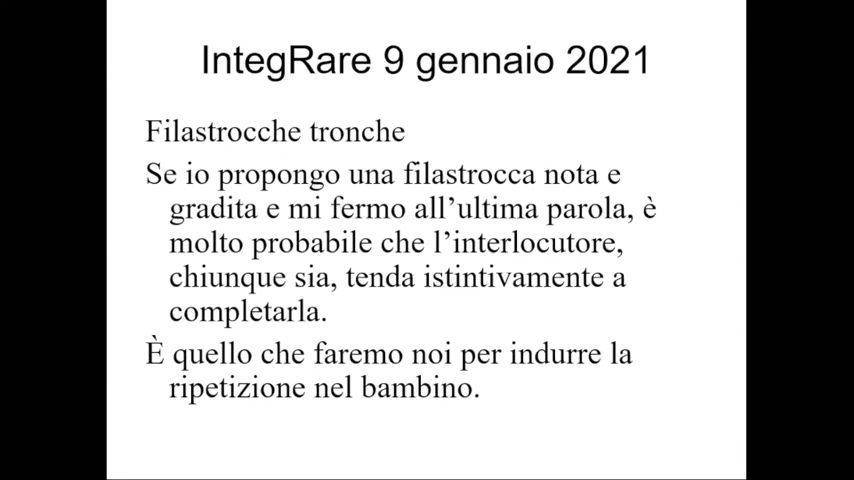 IntegRare 9 gennaio 2021
Filastrocche tronche
Se io propongo una filastrocca nota e
gradita e mi fermo all’ultima parola, è
molto probabile che l’interlocutore,
chiunque sia, tenda istintivamente a
completarla.
È quello che faremo noi per indurre la
ripetizione nel bambino.